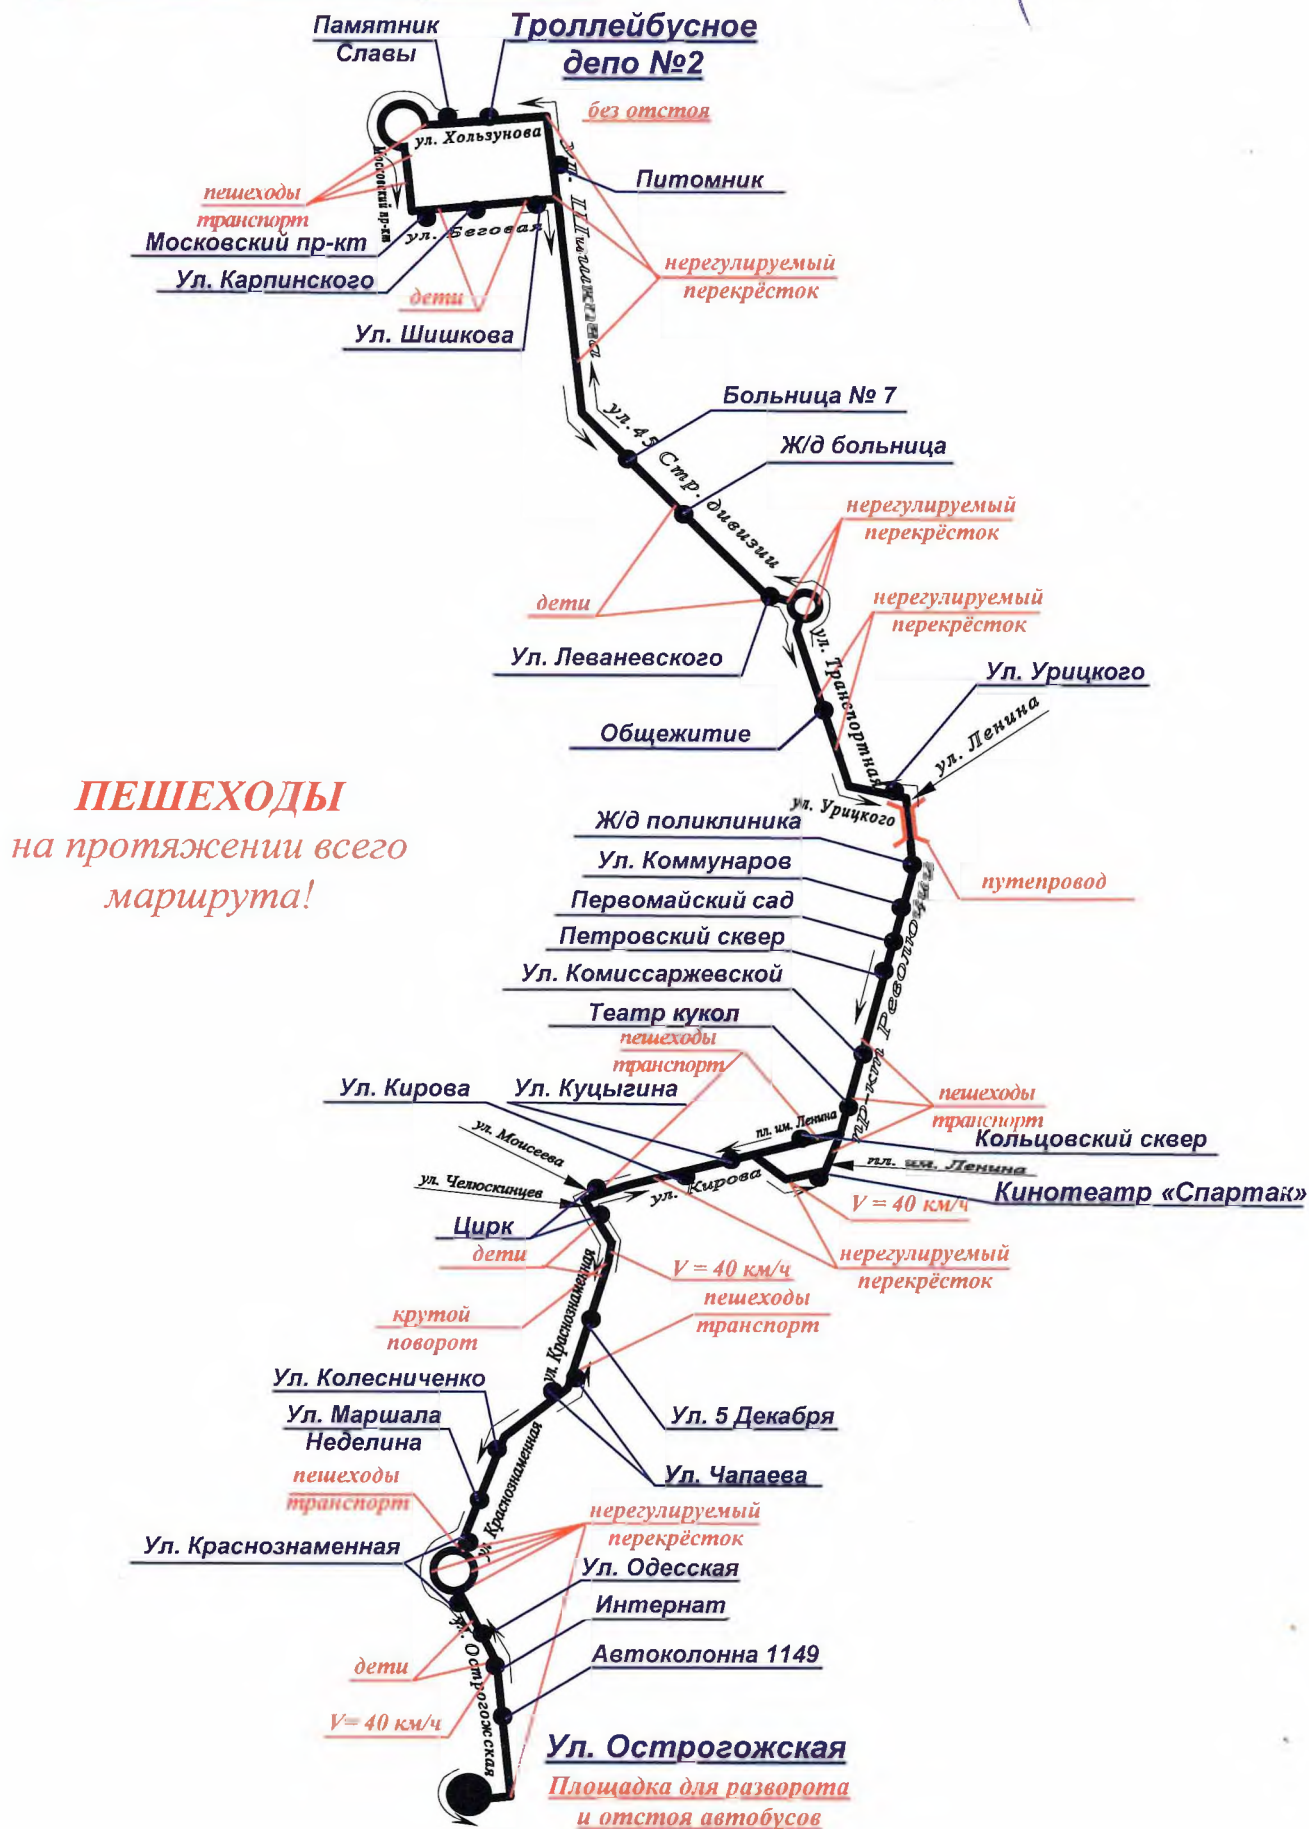 Памятник
Славы
Троллейбусное
депо №2
без отстоя
ул. Хользунова
Питомник
пешеходы
транспорт
Московский пр-кт
Московский пр-кт
ул. Беговая
Ул. Карпинского
дети
Ул. Шишкова
нерегулируемый
перекрёсток
ул. Шишкова
Больница № 7
ул.45 Стр. дивизии
Ж/д больница
нерегулируемый
перекрёсток
дети
нерегулируемый
перекрёсток
Ул. Леваневского
ул. Транспортная
Ул. Урицкого
Общежитие
ул. Ленина
ул. Урицкого
ПЕШЕХОДЫ
на протяжении всего
маршрута!
Ж/д поликлиника
Ул. Коммунаров
путепровод
Первомайский сад
Петровский сквер
Ул. Комиссаржевской
пр-кт Революции
Театр кукол
пешеходы
транспорт
Ул. Кирова
Ул. Куцыгина
пешеходы
транспорт
пл. им. Ленина
Кольцовский сквер
ул. Моисеева
пл. им. Ленина
ул. Челюскинцев
ул. Кирова
Кинотеатр «Спартак»
V = 40 км/ч
Цирк
дети
нерегулируемый
перекрёсток
V = 40 км/ч
пешеходы
транспорт
крутой
поворот
ул. Краснознаменная
Ул. Колесниченко
Ул. Маршала
Неделина
Ул. 5 Декабря
Ул. Чапаева
пешеходы
транспорт
ул. Краснознаменная
нерегулируемый
перекрёсток
Ул. Краснознаменная
Ул. Одесская
Интернат
ул. Острогожская
дети
Автоколонна 1149
V= 40 км/ч
Ул. Острогожская
Площадка для разворота
и отстоя автобусов